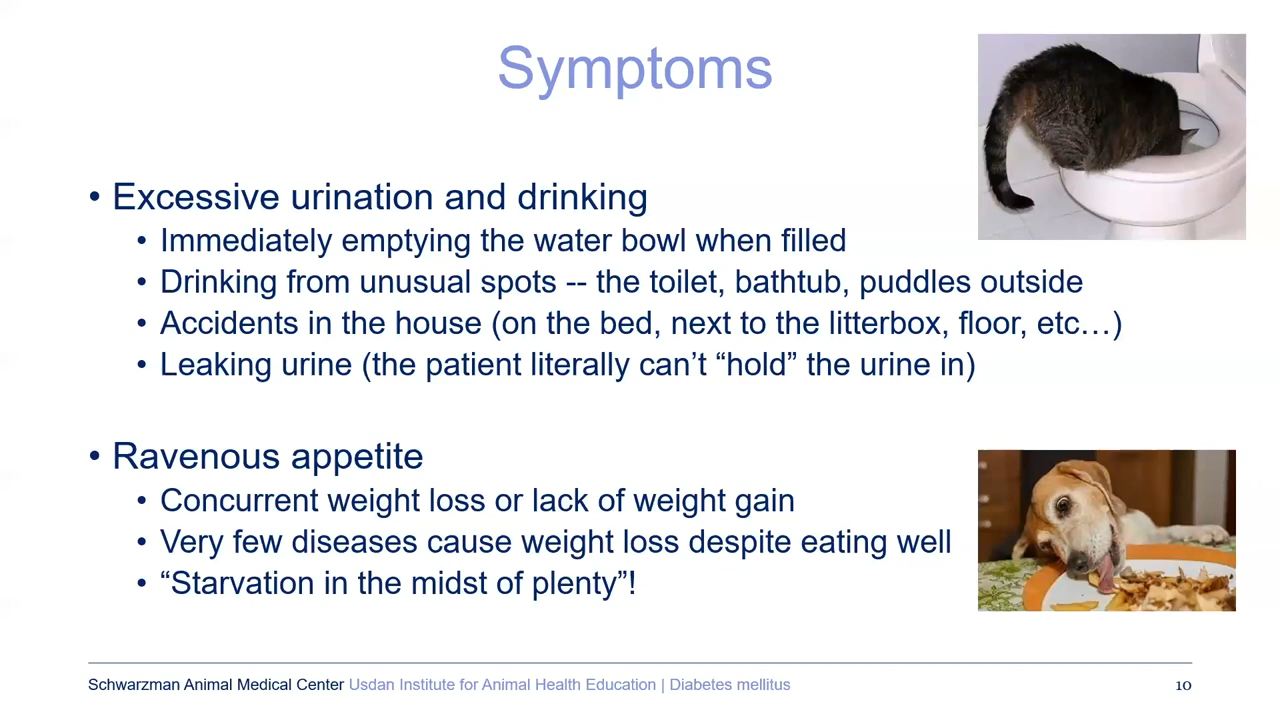 Symptoms
• Excessive urination and drinking
• Immediately emptying the water bowl when filled
• Drinking from unusual spots -- the toilet, bathtub, puddles outside
• Accidents in the house (on the bed, next to the litterbox, floor, etc…)
• Leaking urine (the patient literally can’t “hold” the urine in)
• Ravenous appetite
• Concurrent weight loss or lack of weight gain
• Very few diseases cause weight loss despite eating well
• “Starvation in the midst of plenty”!
Schwarzman Animal Medical Center Usdan Institute for Animal Health Education | Diabetes mellitus 10